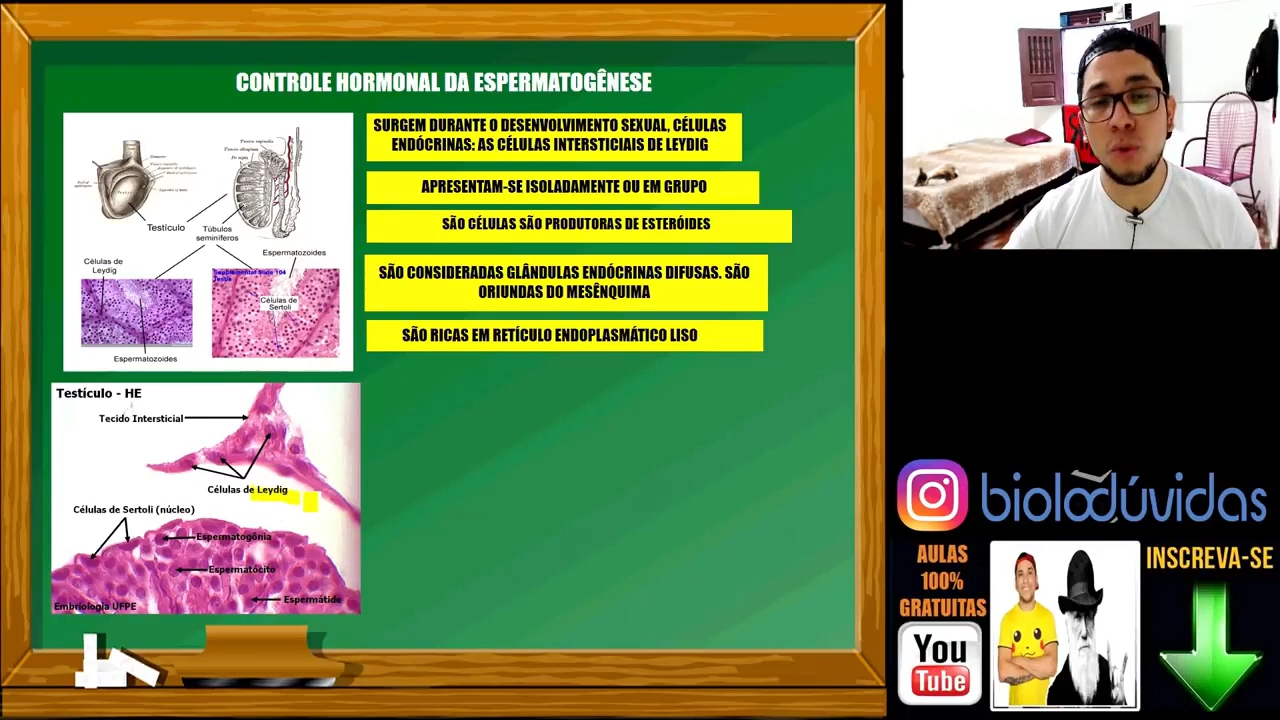 CONTROLE HORMONAL DA ESPERMATOGÊNESE
SURGEM DURANTE O DESENVOLVIMENTO SEXUAL, CÉLULAS
ENDÓCRINAS: AS CÉLULAS INTERSTICIAIS DE LEYDIG
APRESENTAM-SE ISOLADAMENTE OU EM GRUPO
SÃO CÉLULAS SÃO PRODUTORAS DE ESTERÓIDES
SÃO CONSIDERADAS GLÂNDULAS ENDÓCRINAS DIFUSAS. SÃO
ORIUNDAS DO MESÊNQUIMA
SÃO RICAS EM RETÍCULO ENDOPLASMÁTICO LISO
Testículo
Túbulos
seminíferos
Espermatozoides
Células de
Leydig
Supplemental Slide 104
Testis
Células de
Sertoli
Espermatozoides
Testículo - HE
Tecido Intersticial
Células de Leydig
Células de Sertoli (núcleo)
Espermatogônia
Espermatócito
Espermátide
Embriologia UFPE
biolodúvidas
AULAS
100%
GRATUITAS
You
Tube
INSCREVA-SE